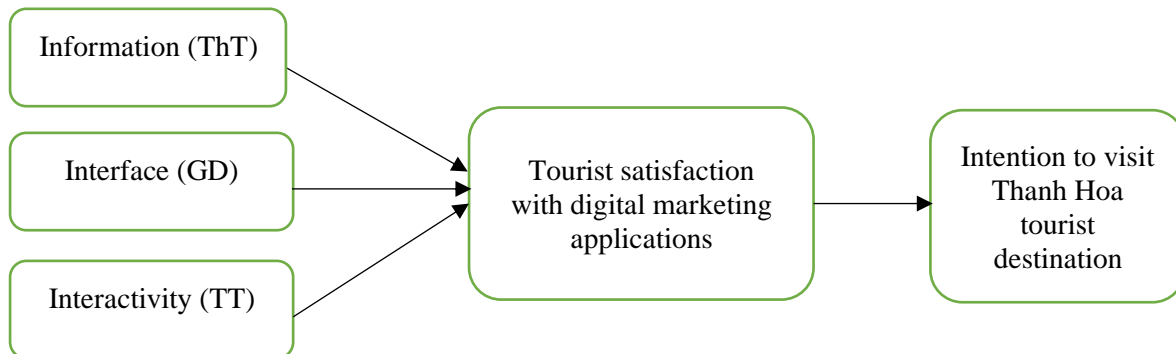 Information (ThT)
Interface (GD)
Interactivity (TT)
Tourist satisfaction
with digital marketing
applications
Intention to visit
Thanh Hoa
tourist
destination